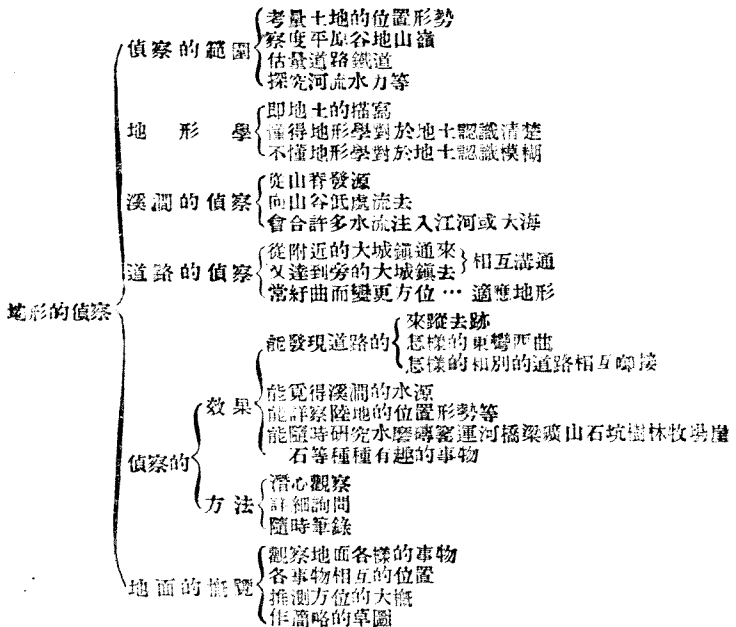 地形的偵察
偵察的範圍
考量土地的位置形勢
察度平原谷地山嶺
估量道路鐵道
探究河流水力等
地形學
即地土的描寫
懂得地形學對於地土認識清楚
不懂地形學對於地土認識模糊
溪澗的偵察
從山脊發源
向山谷低處流去
會合許多水流注入江河或大海
道路的偵察
從附近的大城鎮通來
又達到旁的大城鎮去
相互溝通
常紆曲而變更方位…適應地形
偵察的
效果
能發現道路的
來蹤去跡
怎樣的東彎西曲
怎樣的和別的道路相互啣接
能覓得溪澗的水源
能詳察陸地的位置形勢等
能隨時研究水磨磚窰運河橋梁礦山石坑樹林牧場崖
石等種種有趣的事物
方法
潛心觀察
詳細詢問
隨時筆錄
地面的概覽
觀察地面各樣的事物
各事物相互的位置
推測方位的大概
作簡略的草圖